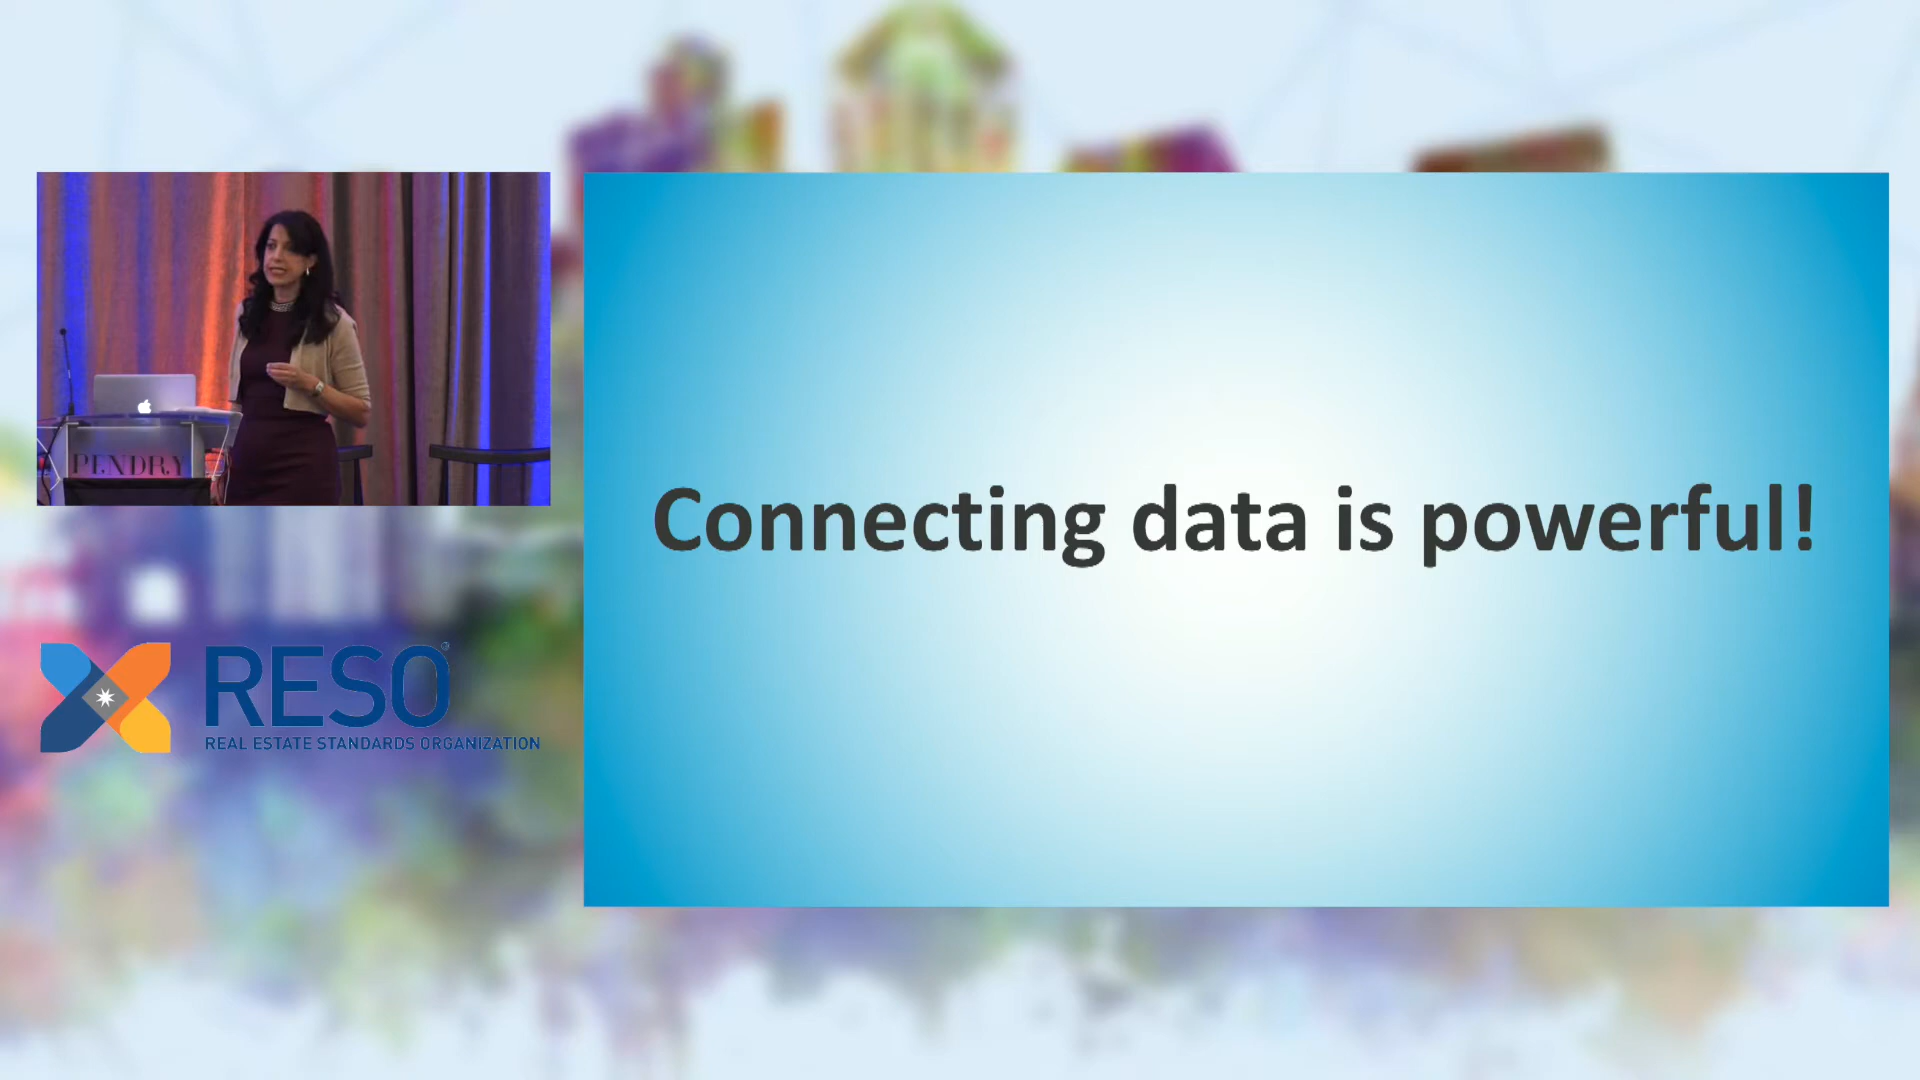 PENDRY
RESO®
REAL ESTATE STANDARDS ORGANIZATION
Connecting data is powerful!